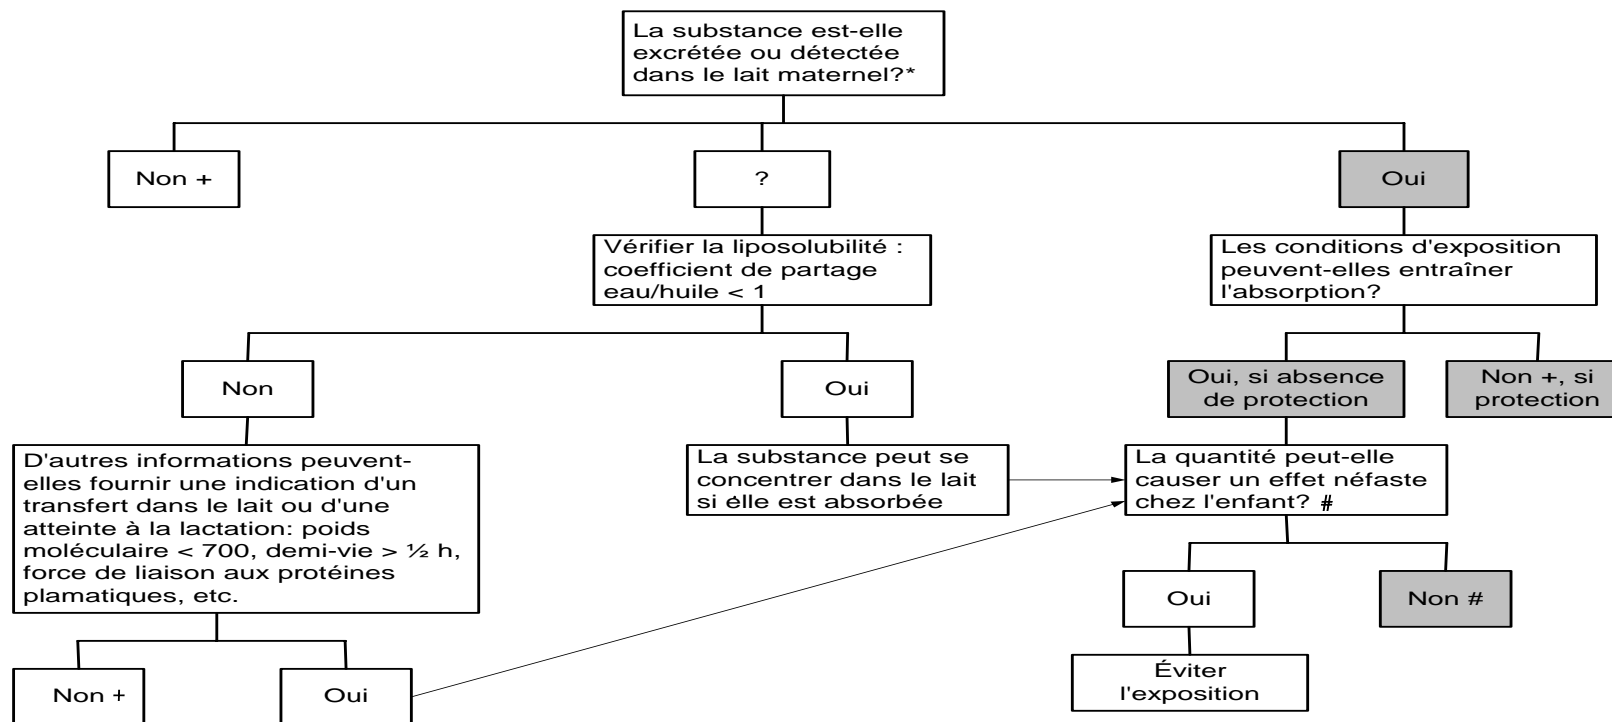 La substance est-elle
excrétée ou détectée
dans le lait maternel?*
Non +
?
Oui
Vérifier la liposolubilité :
coefficient de partage
eau/huile < 1
Les conditions d'exposition
peuvent-elles entraîner
l'absorption?
Non
Oui
Oui, si absence
de protection
Non +, si
protection
D'autres informations peuvent-
elles fournir une indication d'un
transfert dans le lait ou d'une
atteinte à la lactation: poids
moléculaire < 700, demi-vie > ½ h,
force de liaison aux protéines
plamatiques, etc.
La substance peut se
concentrer dans le lait
si elle est absorbée
La quantité peut-elle
causer un effet néfaste
chez l'enfant? #
Oui
Non #
Non +
Oui
Éviter
l'exposition